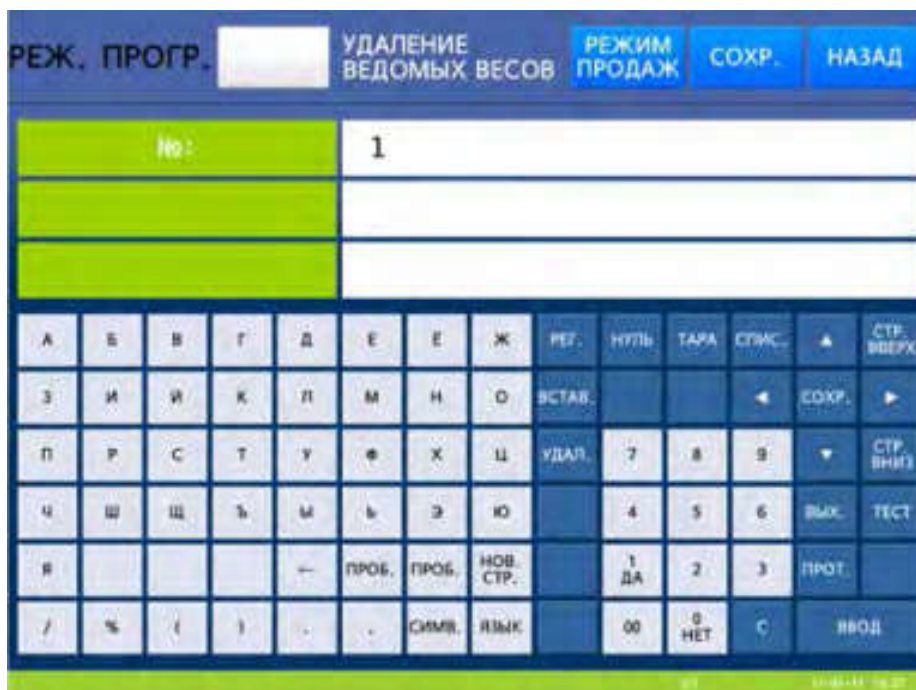 РЕЖ. ПРОГР.
УДАЛЕНИЕ
ВЕДОМЫХ ВЕСОВ
РЕЖИМ
ПРОДАЖ
СОХР.
НАЗАД
№:
1
А Б В Г Д Е Ё Ж РЕГ. НУЛЬ ТАРА СПИС. ▲ СТР. ВВЕРХ
З И Й К Л М Н О ВСТАВ. ◀ СОХР. ▶
П Р С Т У Ф Х Ц УДАЛ. 7 8 9 ▼ СТР. ВНИЗ
Ч Ш Щ Ъ Ы Ь Э Ю 4 5 6 ВЫХ. ТЕСТ
Я ← ПРОБ. ПРОБ. НОВ. СТР. 1 ДА 2 3 ПРОТ.
/ % ( ) СИМВ. ЯЗЫК 00 0 НЕТ С ВВОД